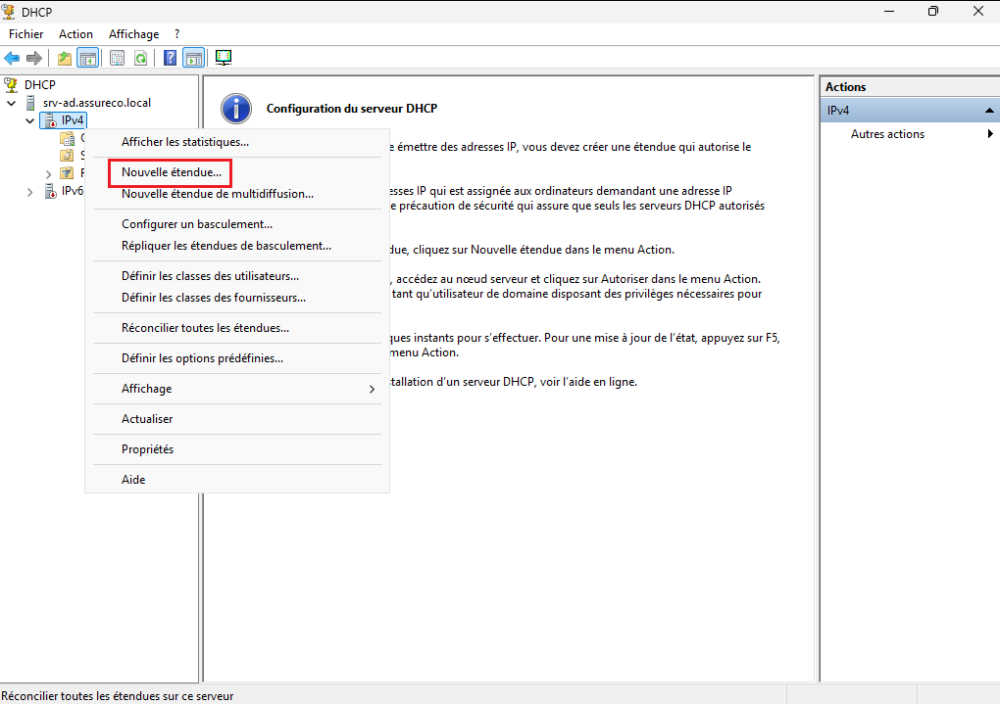 DHCP
Fichier Action Affichage ?
DHCP
srv-ad.assureco.local
IPv4
IPv6
Afficher les statistiques...
Nouvelle étendue...
Nouvelle étendue de multidiffusion...
Configurer un basculement...
Répliquer les étendues de basculement...
Définir les classes des utilisateurs...
Définir les classes des fournisseurs...
Réconcilier toutes les étendues...
Définir les options prédéfinies...
Affichage
Actualiser
Propriétés
Aide
Configuration du serveur DHCP
émettre des adresses IP, vous devez créer une étendue qui autorise le
IP qui est assignée aux ordinateurs demandant une adresse IP
précaution de sécurité qui assure que seuls les serveurs DHCP autorisés
cliquez sur Nouvelle étendue dans le menu Action.
, accédez au nœud serveur et cliquez sur Autoriser dans le menu Action.
tant qu’utilisateur de domaine disposant des privilèges nécessaires pour
instants pour s’effectuer. Pour une mise à jour de l’état, appuyez sur F5,
menu Action.
d’un serveur DHCP, voir l’aide en ligne.
Actions
IPv4
Autres actions
Réconcilier toutes les étendues sur ce serveur